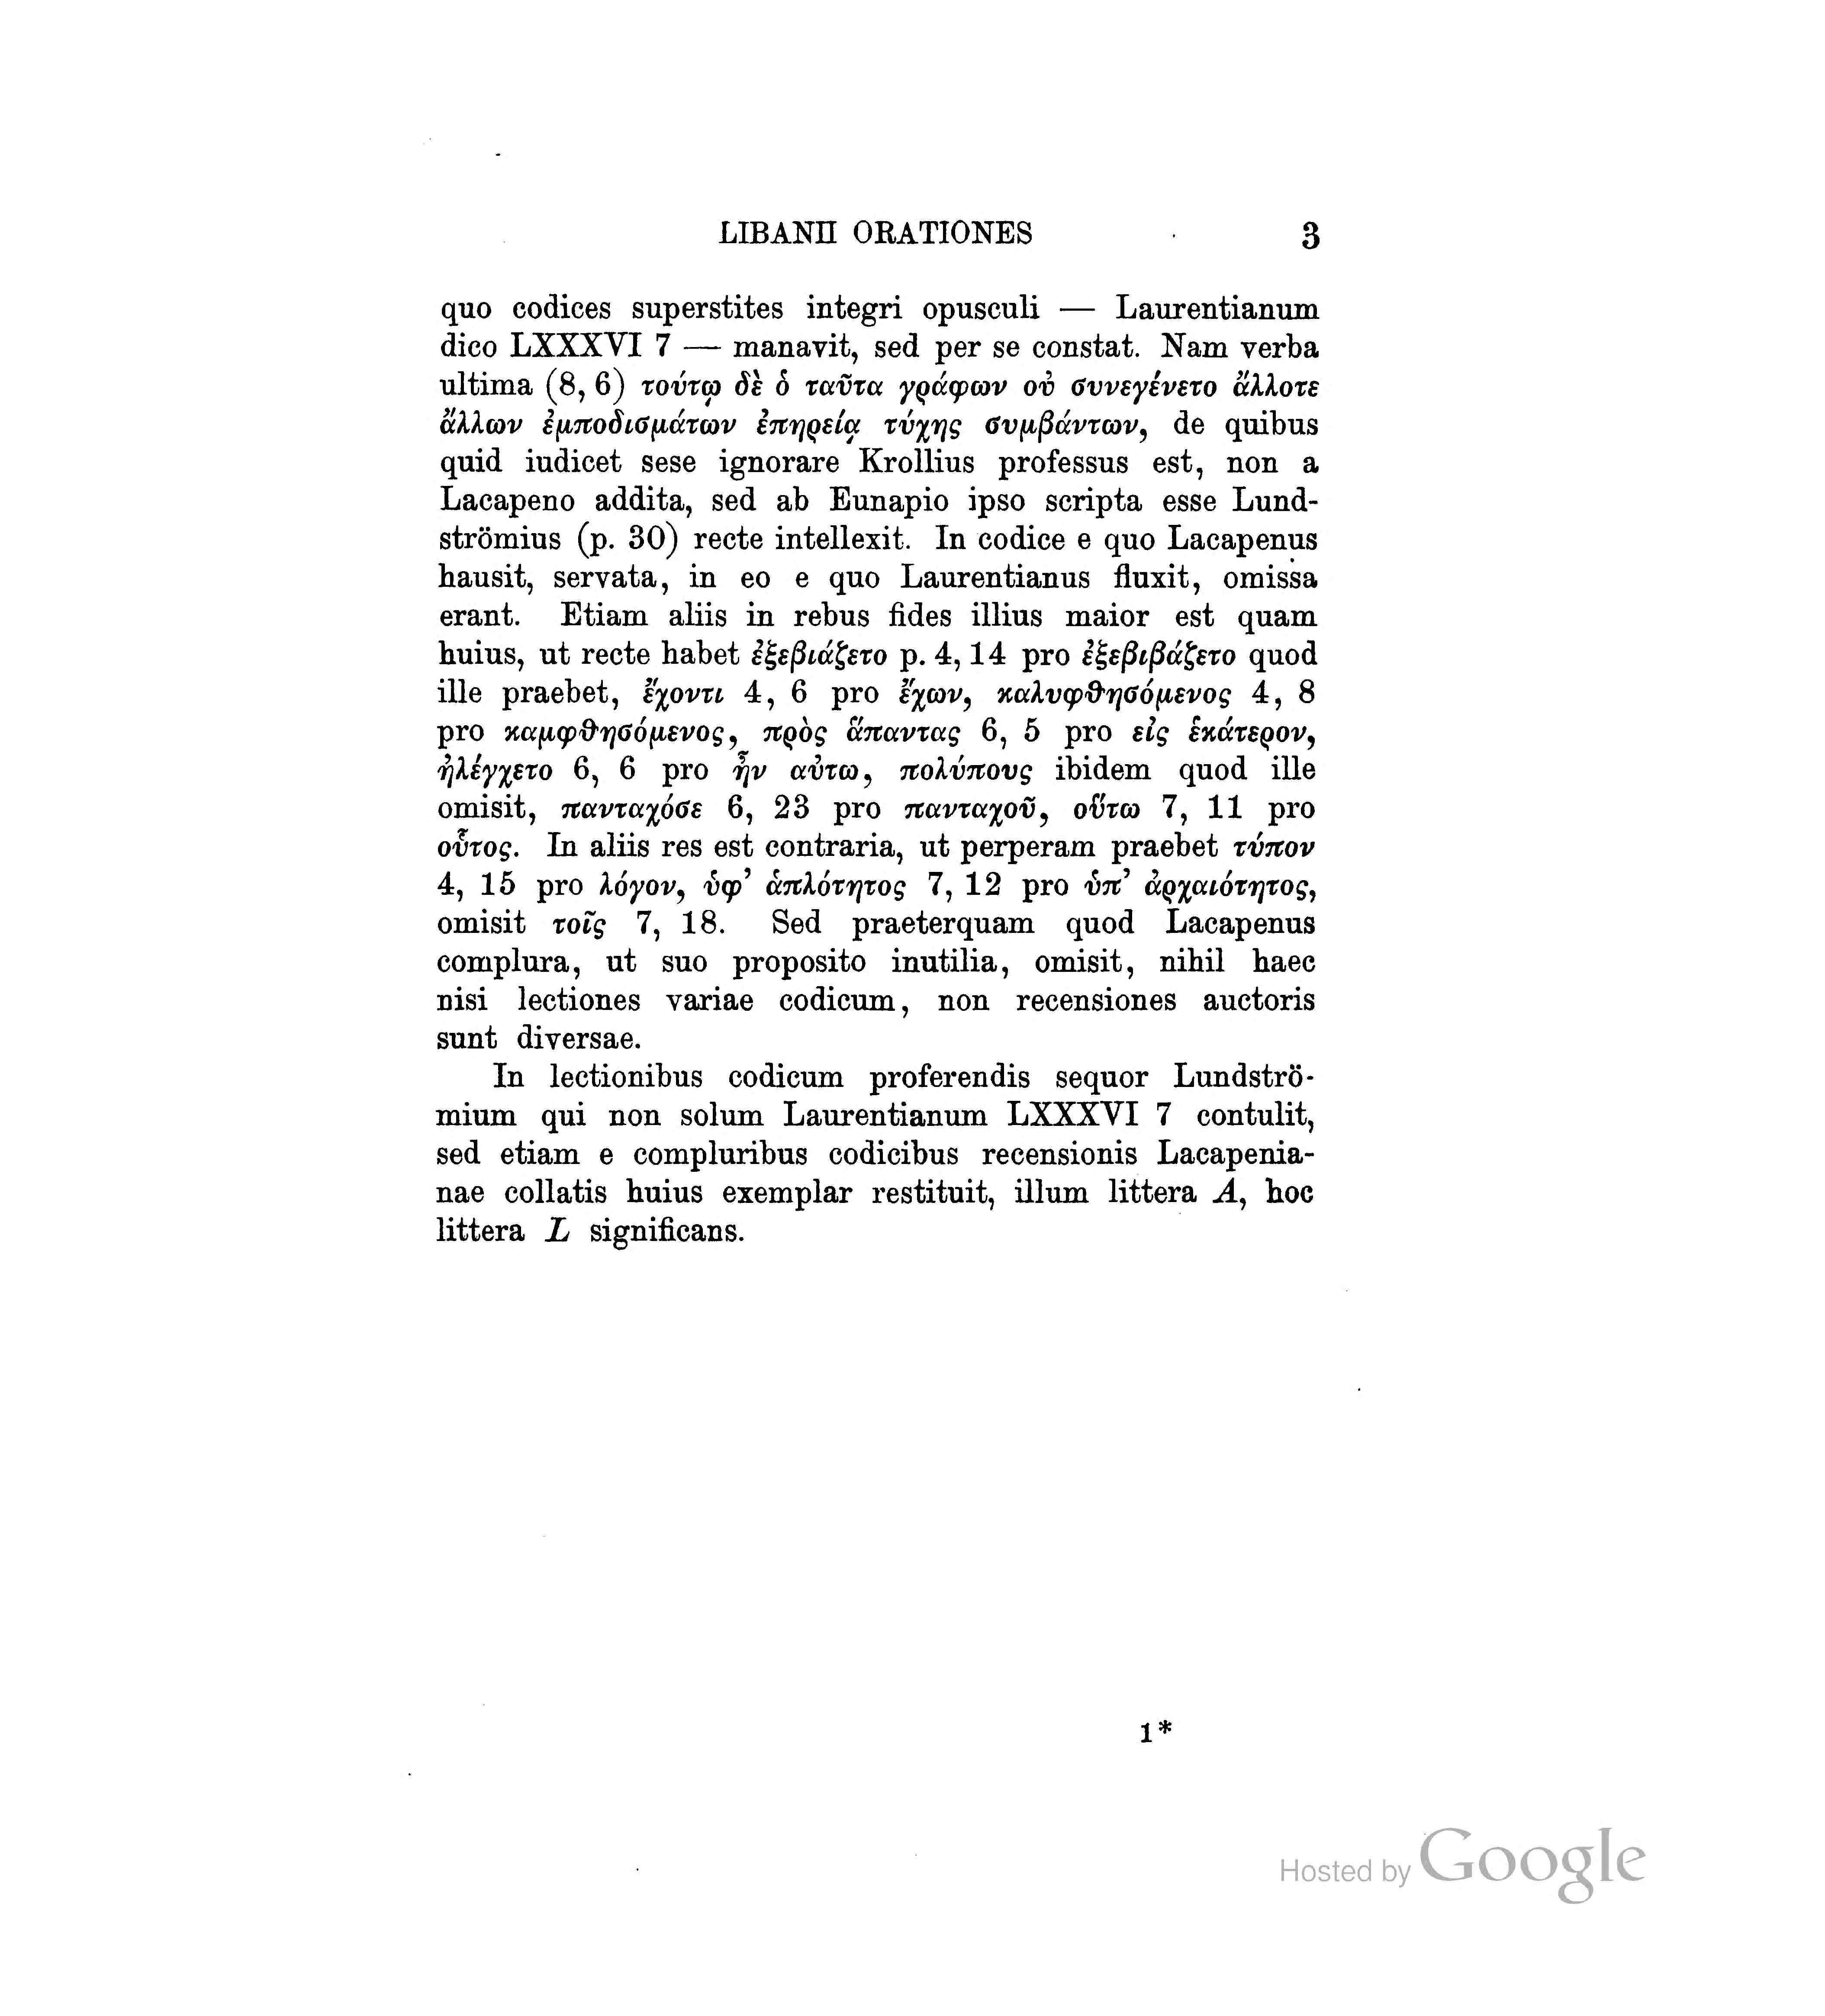 LIBANII ORATIONES 3
quo codices superstites integri opusculi — Laurentianum
dico LXXXVI 7 — manavit, sed per se constat. Nam verba
ultima (8, 6) τούτῳ δὲ ὁ ταῦτα γράφων οὐ συνεγένετο ἄλλοτε
ἄλλων ἐμποδισμάτων ἐπηρείᾳ τύχης συμβάντων, de quibus
quid iudicet sese ignorare Krollius professus est, non a
Lacapeno addita, sed ab Eunapio ipso scripta esse Lund-
strömius (p. 30) recte intellexit. In codice e quo Lacapenus
hausit, servata, in eo e quo Laurentianus fluxit, omissa
erant. Etiam aliis in rebus fides illius maior est quam
huius, ut recte habet ἐξεβιάζετο p. 4, 14 pro ἐξεβιβάζετο quod
ille praebet, ἔχοντι 4, 6 pro ἔχων, καλυφθησόμενος 4, 8
pro καμφθησόμενος, πρὸς ἅπαντας 6, 5 pro εἰς ἑκάτερον,
ἠλέγχετο 6, 6 pro ἦν αὐτω, πολύπους ibidem quod ille
omisit, πανταχόσε 6, 23 pro πανταχοῦ, οὕτω 7, 11 pro
οὗτος. In aliis res est contraria, ut perperam praebet τύπον
4, 15 pro λόγον, ὑφ’ ἁπλότητος 7, 12 pro ὑπ’ ἀρχαιότητος,
omisit τοῖς 7, 18. Sed praeterquam quod Lacapenus
complura, ut suo proposito inutilia, omisit, nihil haec
nisi lectiones variae codicum, non recensiones auctoris
sunt diversae.
In lectionibus codicum proferendis sequor Lundströ-
mium qui non solum Laurentianum LXXXVI 7 contulit,
sed etiam e compluribus codicibus recensionis Lacapenia-
nae collatis huius exemplar restituit, illum littera A, hoc
littera L significans.
1*
Hosted by Google